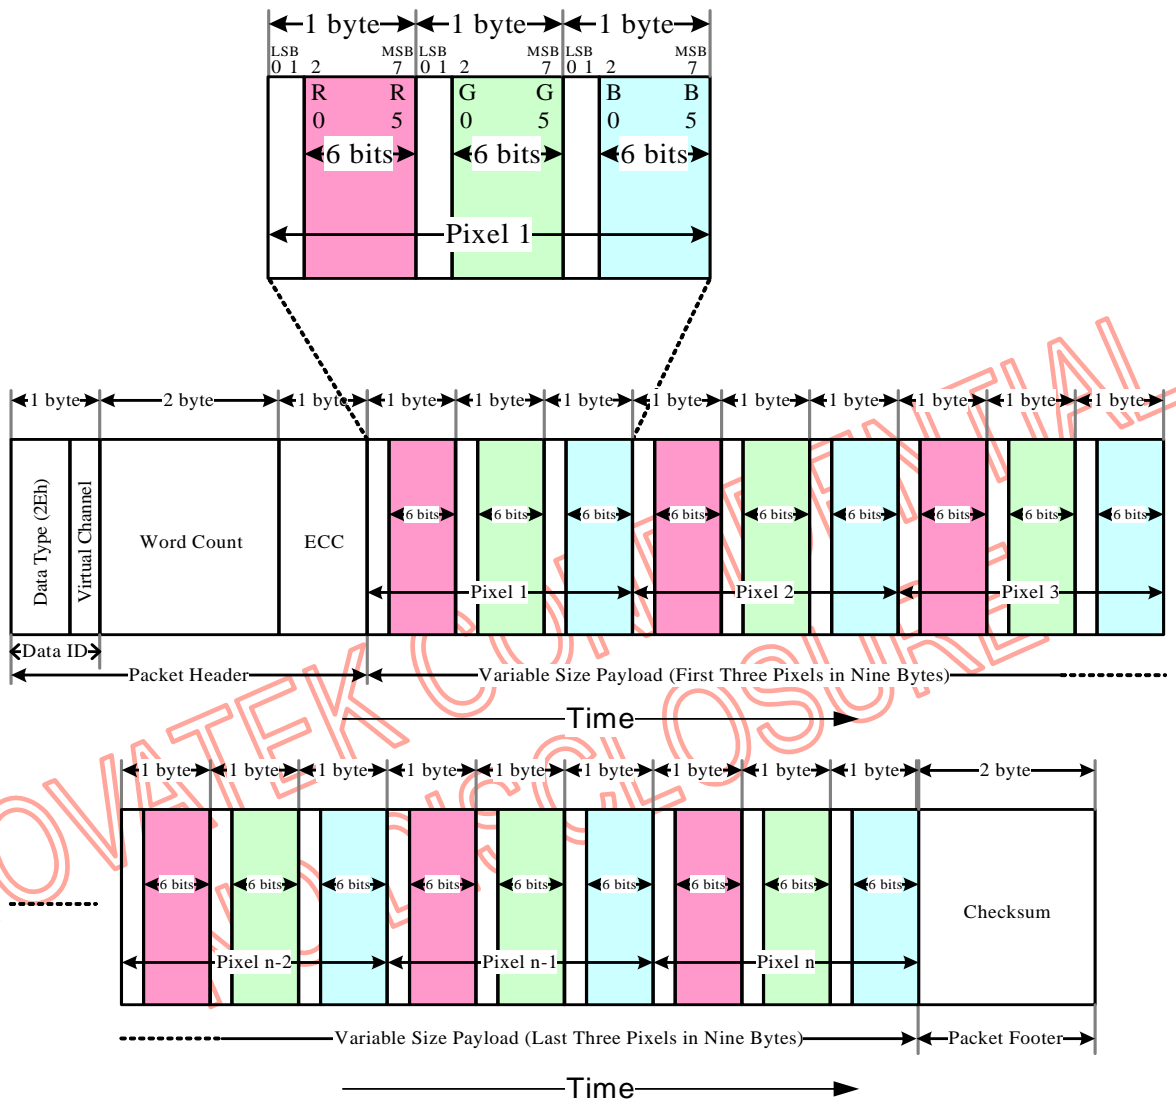 1 byte 1 byte 1 byte
LSB MSB LSB MSB LSB MSB
0 1 2 7 0 1 2 7 0 1 2 7
R R G G B B
0 5 0 5 0 5
6 bits 6 bits 6 bits
Pixel 1
1 byte 2 byte 1 byte 1 byte 1 byte 1 byte 1 byte 1 byte 1 byte 1 byte 1 byte 1 byte
Data Type (2Eh)
Virtual Channel
Word Count
ECC
6 bits 6 bits 6 bits 6 bits 6 bits 6 bits 6 bits 6 bits 6 bits
Pixel 1 Pixel 2 Pixel 3
Data ID
Packet Header Variable Size Payload (First Three Pixels in Nine Bytes)
Time
1 byte 1 byte 1 byte 1 byte 1 byte 1 byte 1 byte 1 byte 1 byte 2 byte
6 bits 6 bits 6 bits 6 bits 6 bits 6 bits 6 bits 6 bits 6 bits
Checksum
Pixel n-2 Pixel n-1 Pixel n
Variable Size Payload (Last Three Pixels in Nine Bytes) Packet Footer
Time